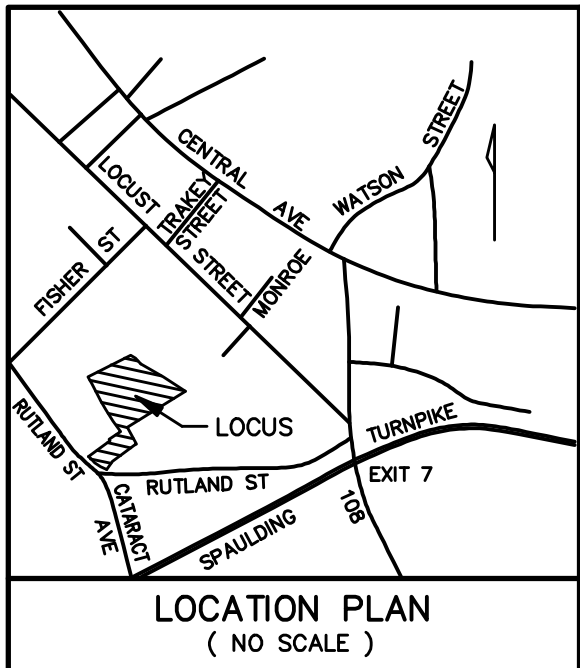 CENTRAL
AVE
WATSON
STREET
LOCUST
STREET
TRAKEY
STREET
MONROE
FISHER ST
RUTLAND ST
LOCUS
TURNPIKE
EXIT 7
RUTLAND ST
CATARACT
AVE
SPAULDING
108
LOCATION PLAN
( NO SCALE )